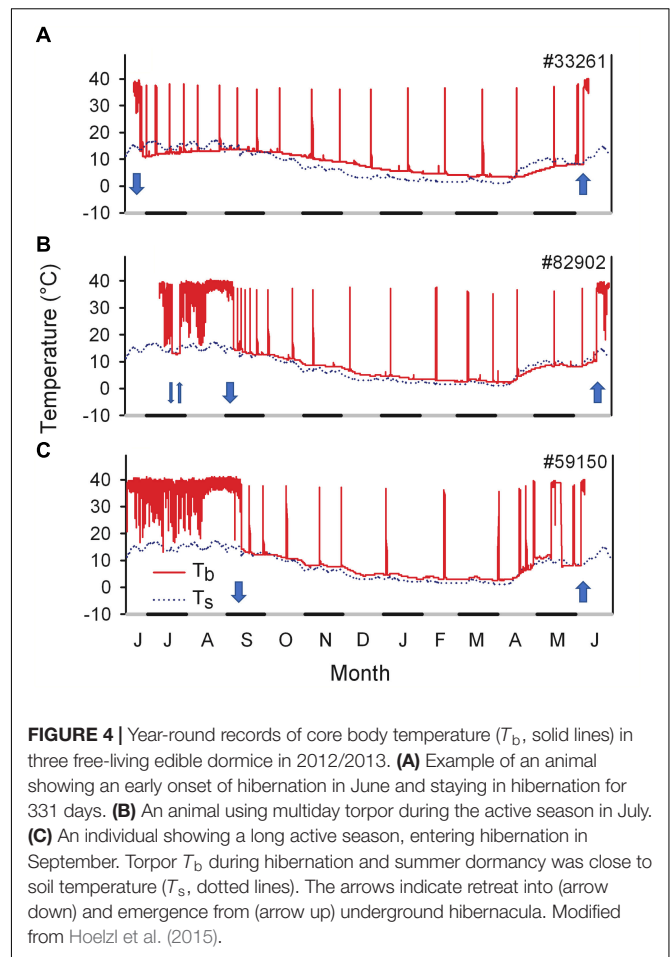 A
#33261
40
30
20
10
0
-10
B
#82902
40
30
20
10
0
-10
Temperature (°C)
C
#59150
40
30
20
10
0
-10
Tb
Ts
J J A S O N D J F M A M J
Month
FIGURE 4 | Year-round records of core body temperature (Tb, solid lines) in
three free-living edible dormice in 2012/2013. (A) Example of an animal
showing an early onset of hibernation in June and staying in hibernation for
331 days. (B) An animal using multiday torpor during the active season in July.
(C) An individual showing a long active season, entering hibernation in
September. Torpor Tb during hibernation and summer dormancy was close to
soil temperature (Ts, dotted lines). The arrows indicate retreat into (arrow
down) and emergence from (arrow up) underground hibernacula. Modified
from Hoelzl et al. (2015).